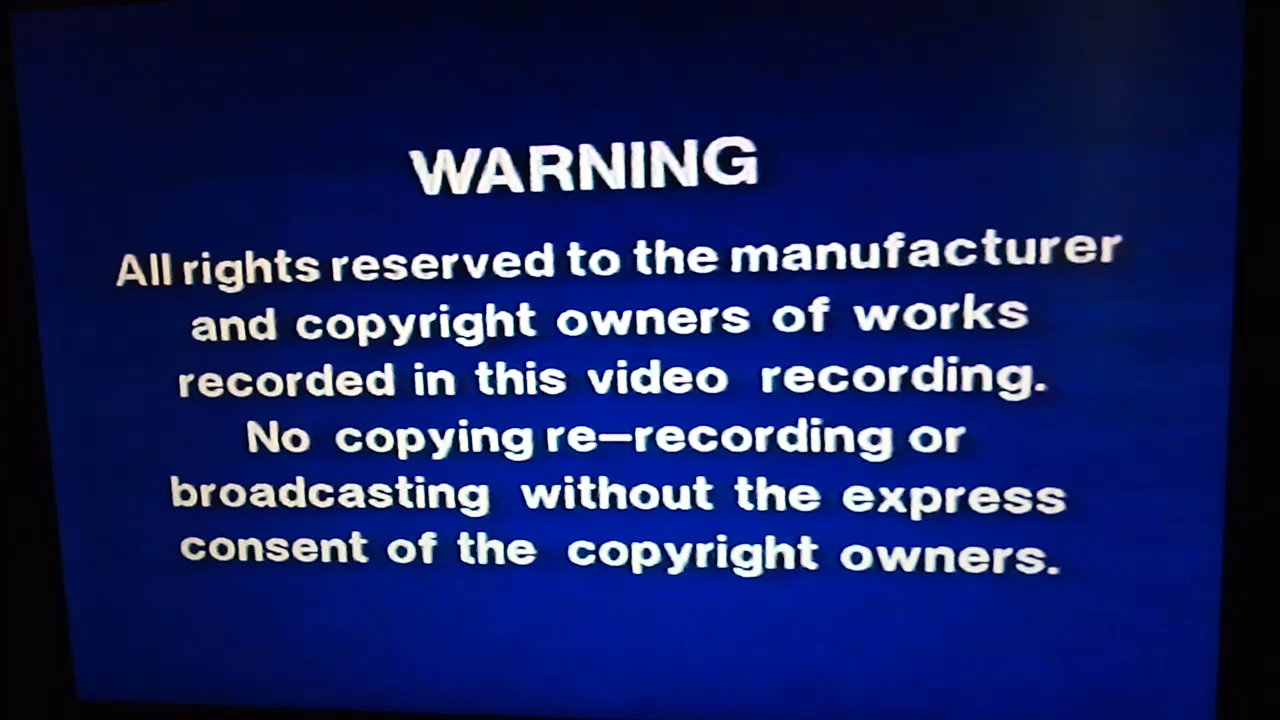 WARNING
All rights reserved to the manufacturer
and copyright owners of works
recorded in this video recording.
No copying re–recording or
broadcasting without the express
consent of the copyright owners.